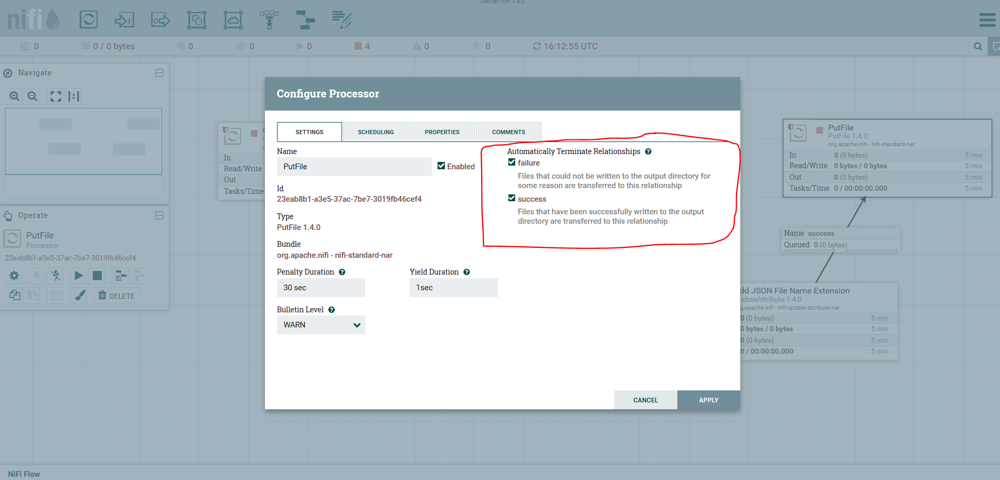 Docker NiFi 1.4.0
nifi
0
0 / 0 bytes
0
0
0
4
0
0
16:12:55 UTC
Navigate
Operate
PutFile
Processor
23eab8b1-a3e5-37ac-7be7-3019fb46cef4
DELETE
In
Read/Write
Out
Tasks/Time
Configure Processor
SETTINGS
SCHEDULING
PROPERTIES
COMMENTS
Name
PutFile
Enabled
Id
23eab8b1-a3e5-37ac-7be7-3019fb46cef4
Type
PutFile 1.4.0
Bundle
org.apache.nifi - nifi-standard-nar
Penalty Duration
Yield Duration
30 sec
1sec
Bulletin Level
WARN
Automatically Terminate Relationships
failure
Files that could not be written to the output directory for
some reason are transferred to this relationship
success
Files that have been successfully written to the output
directory are transferred to this relationship
CANCEL
APPLY
PutFile
PutFile 1.4.0
org.apache.nifi - nifi-standard-nar
In 0 (0 bytes) 5 min
Read/Write 0 bytes / 0 bytes 5 min
Out 0 (0 bytes) 5 min
Tasks/Time 0 / 00:00:00.000 5 min
Name success
Queued 0 (0 bytes)
dd JSON File Name Extension
pdateAttribute 1.4.0
g.apache.nifi - nifi-update-attribute-nar
0 (0 bytes) 5 min
0 bytes / 0 bytes 5 min
0 (0 bytes) 5 min
0 / 00:00:00.000 5 min
NiFi Flow